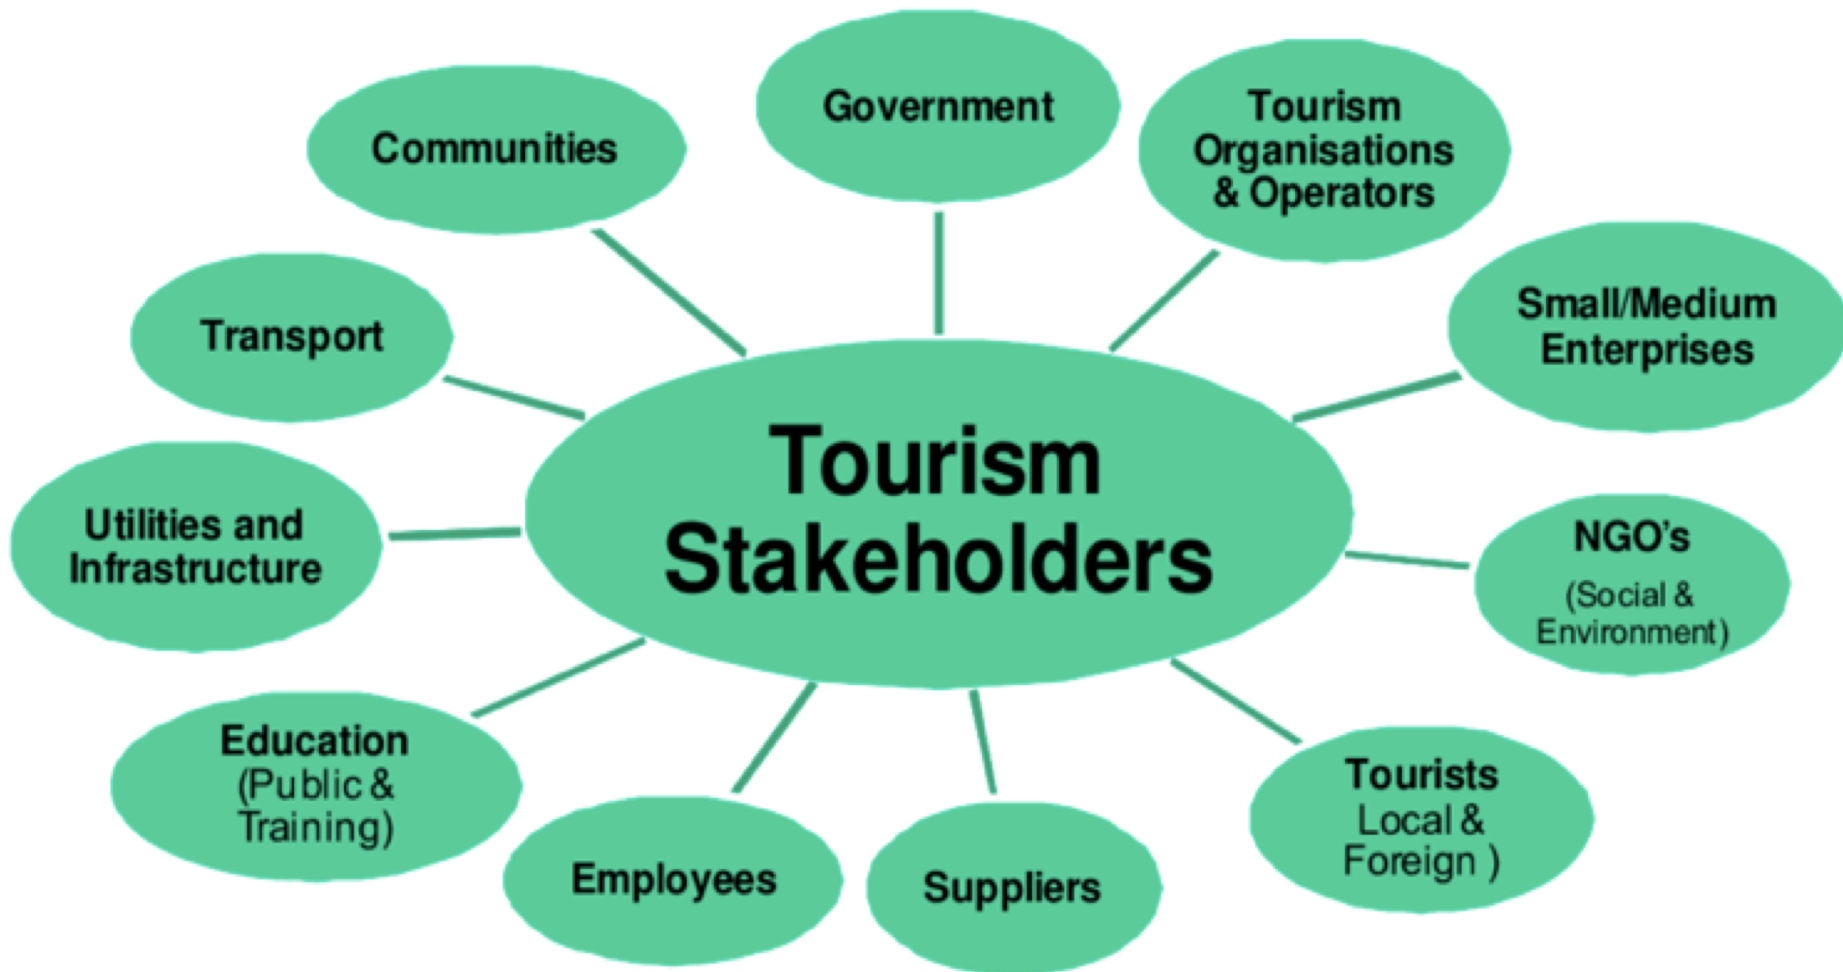 Government
Tourism
Organisations
& Operators
Communities
Small/Medium
Enterprises
Transport
Tourism
Stakeholders
Utilities and
Infrastructure
NGO’s
(Social &
Environment)
Education
(Public &
Training)
Tourists
Local &
Foreign )
Employees
Suppliers